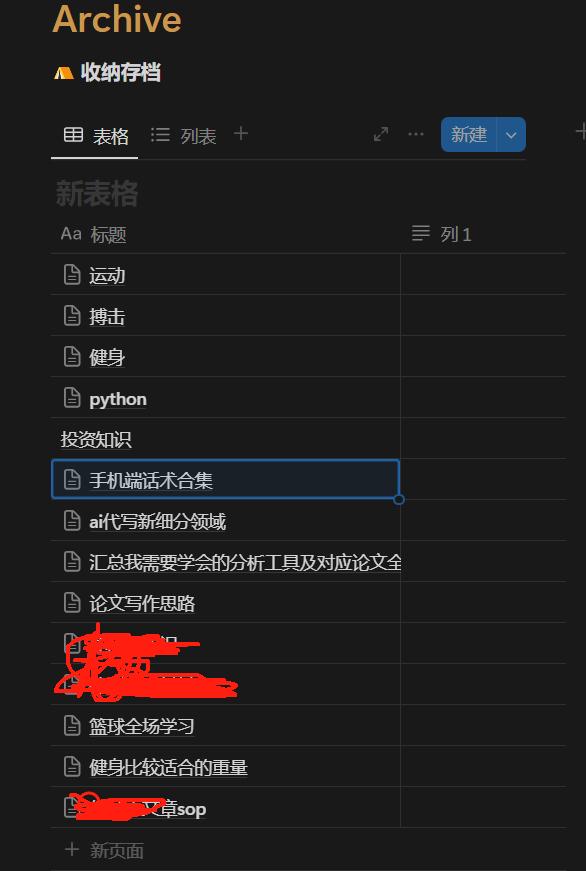 Archive
收纳存档
表格 列表
新建
新表格
Aa 标题 列 1
运动
搏击
健身
python
投资知识
手机端话术合集
ai代写新细分领域
汇总我需要学会的分析工具及对应论文全
论文写作思路
识
篮球全场学习
健身比较适合的重量
文章sop
新页面